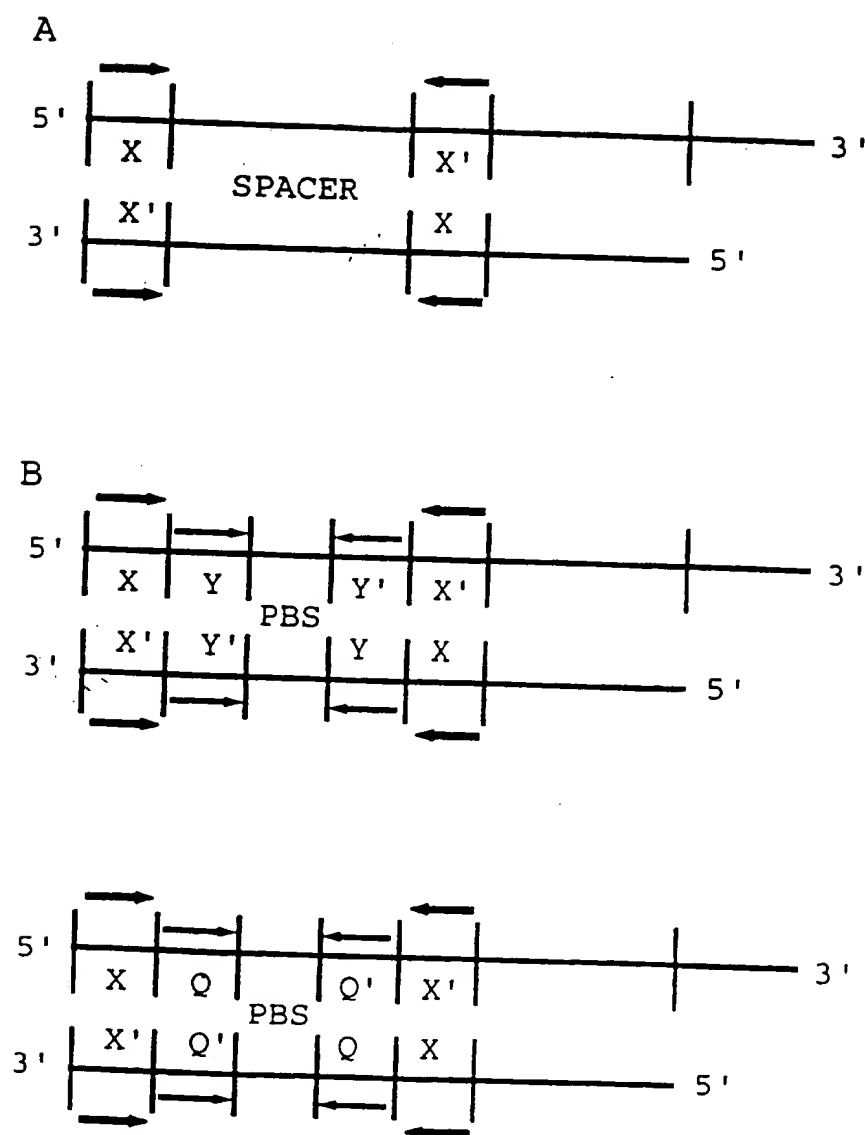 A
5' 3'
X X'
SPACER
X' X
3' 5'
B
5' 3'
X Y Y' X'
PBS
X' Y' Y X
3' 5'
5' 3'
X Q Q' X'
PBS
X' Q' Q X
3' 5'